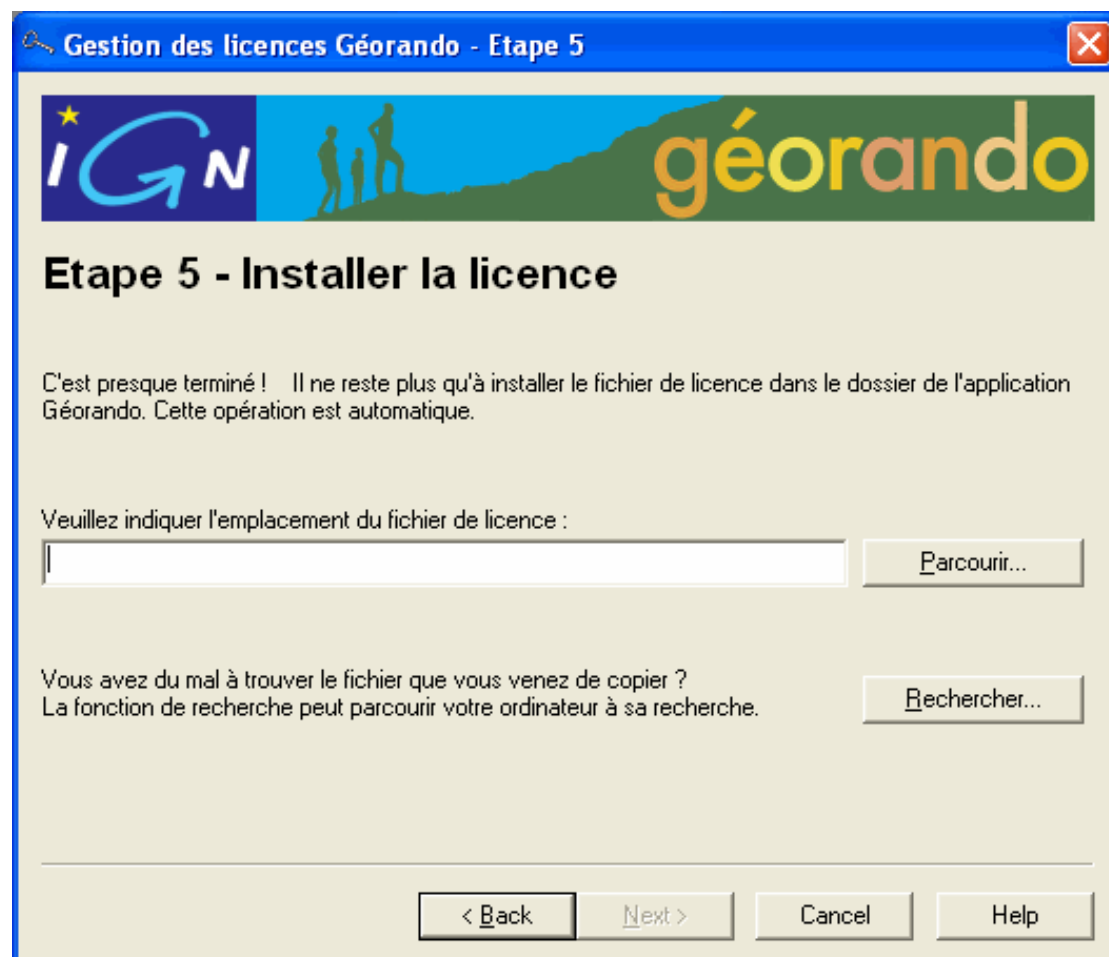 Gestion des licences Géorando - Etape 5
IGN
géorando
Etape 5 - Installer la licence
C'est presque terminé ! Il ne reste plus qu'à installer le fichier de licence dans le dossier de l'application
Géorando. Cette opération est automatique.
Veuillez indiquer l'emplacement du fichier de licence :
Parcourir...
Vous avez du mal à trouver le fichier que vous venez de copier ?
La fonction de recherche peut parcourir votre ordinateur à sa recherche.
Rechercher...
< Back
Next >
Cancel
Help